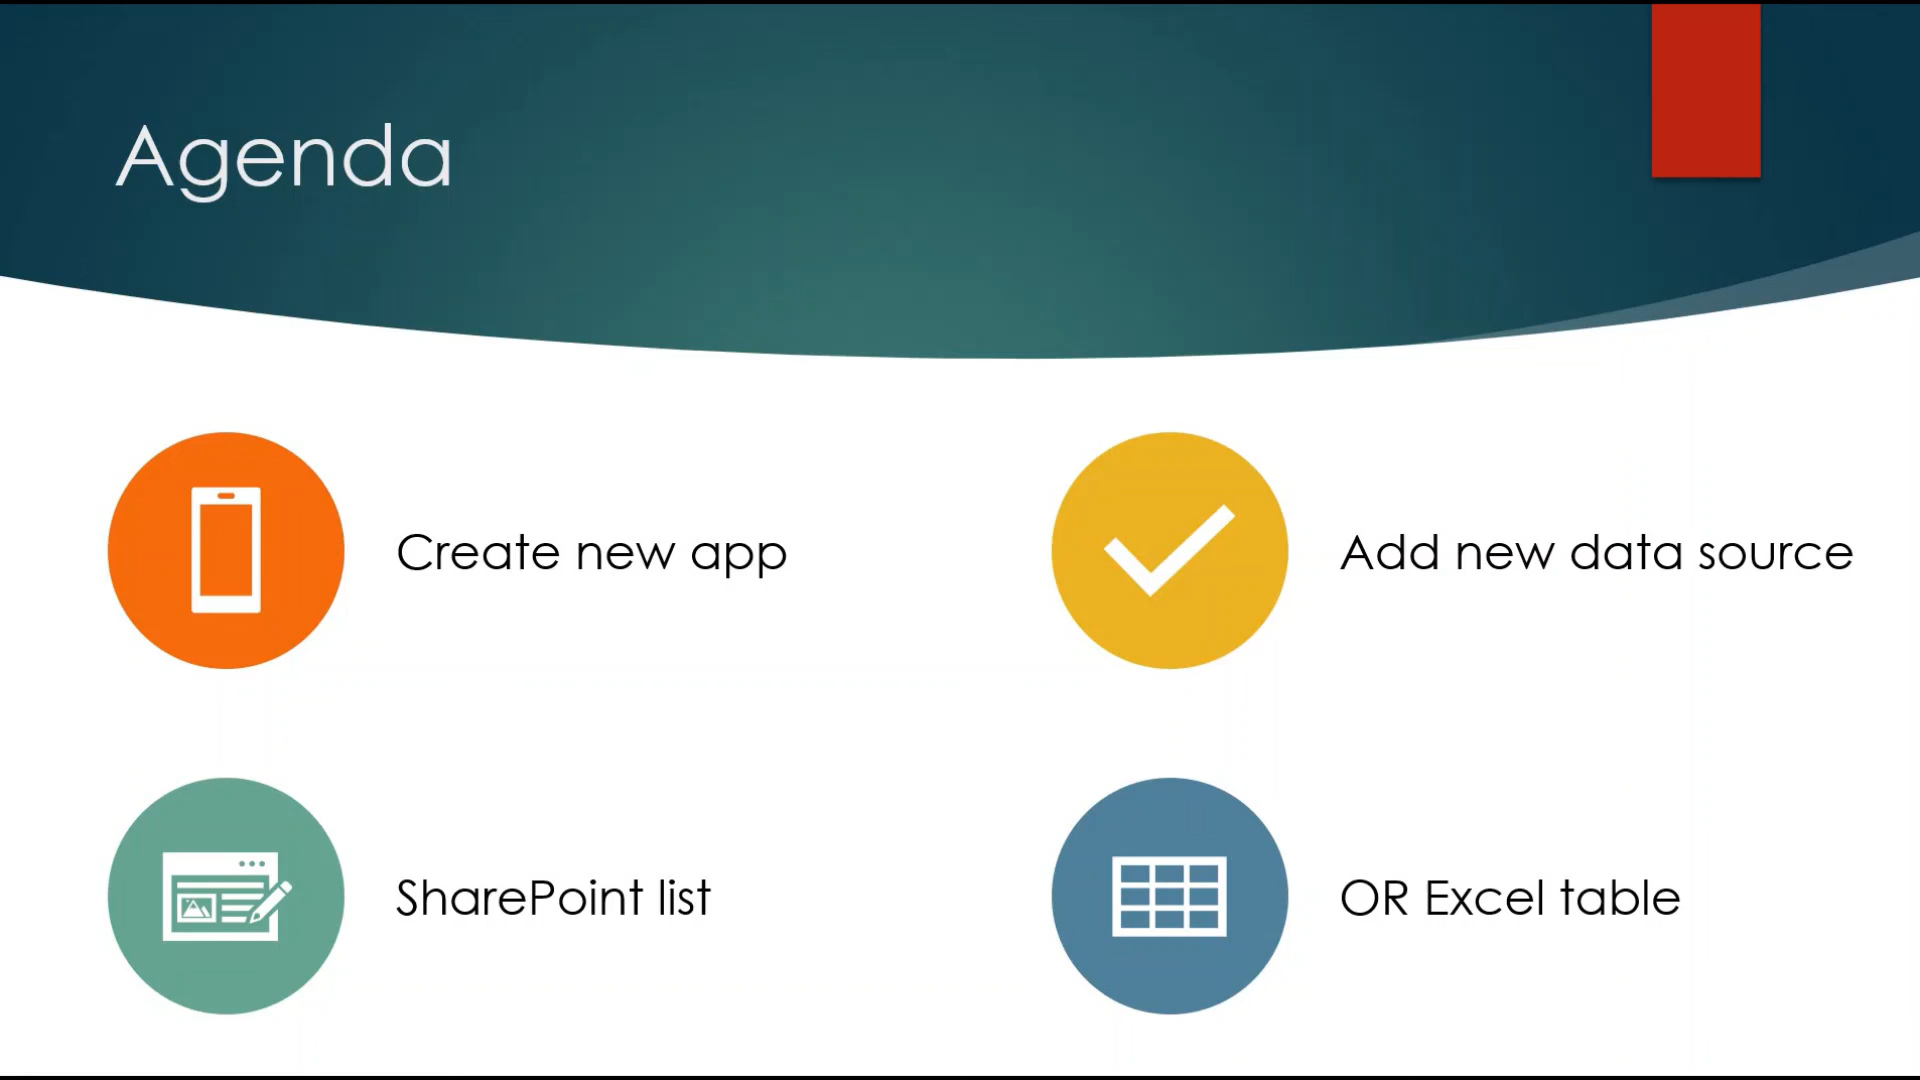 Agenda
Create new app
Add new data source
SharePoint list
OR Excel table